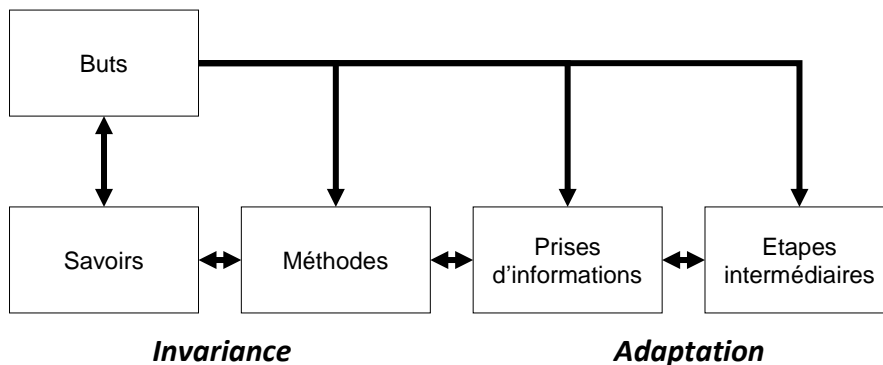 Buts
Savoirs
Méthodes
Prises
d'informations
Etapes
intermédiaires
Invariance
Adaptation